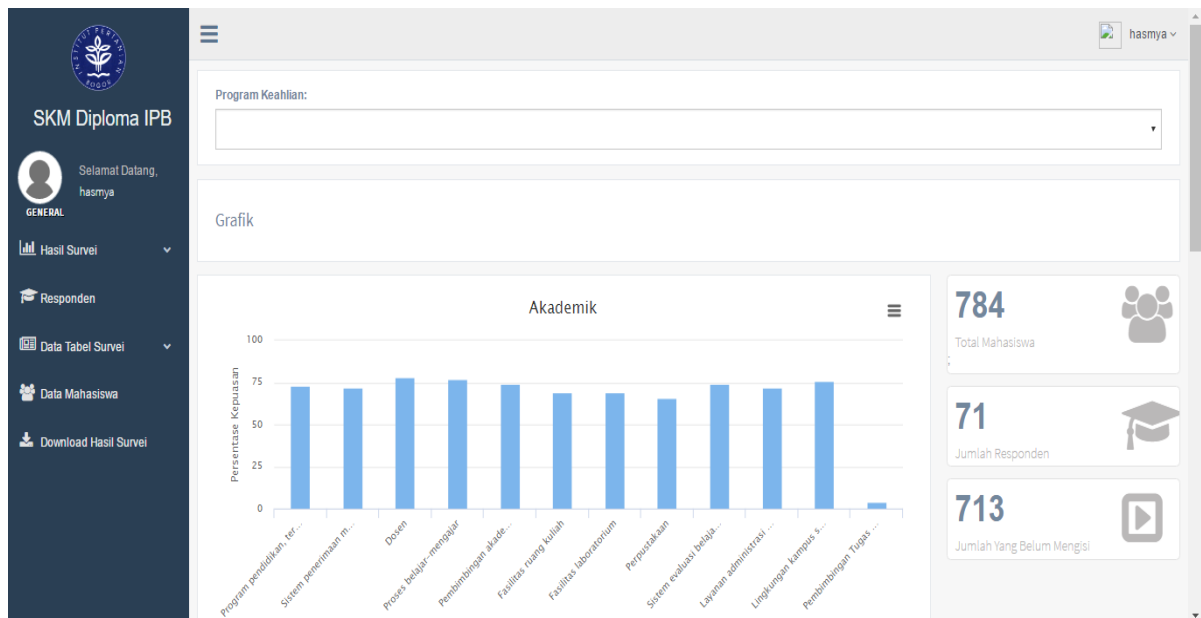 INSTITUT PERTANIAN
BOGOR
SKM Diploma IPB
Selamat Datang,
hasmya
GENERAL
Hasil Survei
Responden
Data Tabel Survei
Data Mahasiswa
Download Hasil Survei
hasmya
Program Keahlian:
Grafik
Akademik
100
75
50
25
0
Persentase Kepuasan
Program pendidikan, ter...
Sistem penerimaan m...
Dosen
Proses belajar-mengajar
Pembimbingan akade...
Fasilitas ruang kuliah
Fasilitas laboratorium
Perpustakaan
Sistem evaluasi belaja...
Layanan administrasi ...
Lingkungan kampus s...
Pembimbingan Tugas ...
784
Total Mahasiswa
;
71
Jumlah Responden
713
Jumlah Yang Belum Mengisi